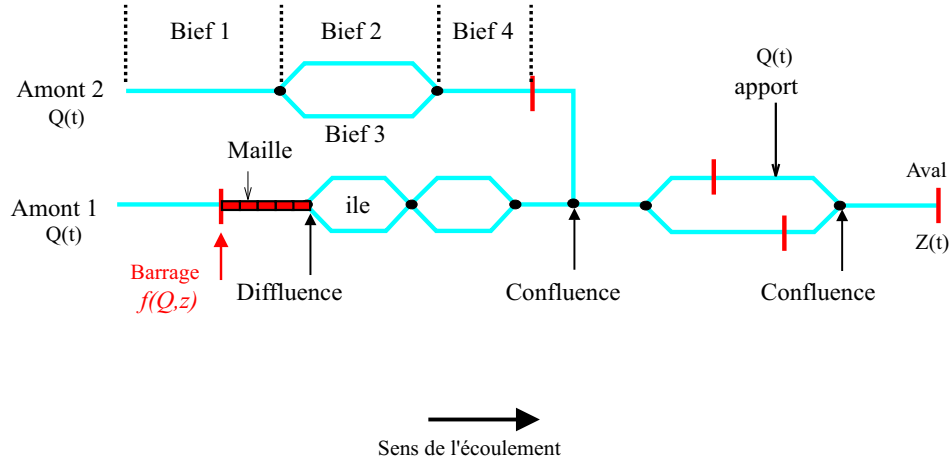 Bief 1
Bief 2
Bief 4
Q(t)
apport
Amont 2
Q(t)
Bief 3
Maille
Amont 1
Q(t)
ile
Aval
Z(t)
Barrage
f(Q,z)
Diffluence
Confluence
Confluence
Sens de l'écoulement